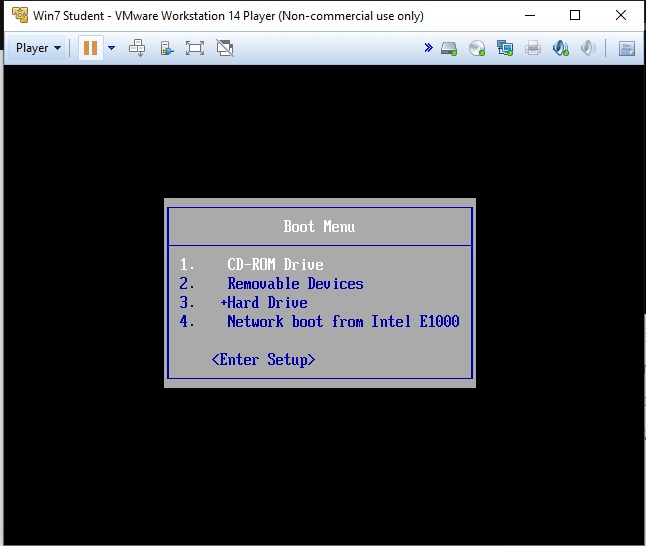 Win7 Student - VMware Workstation 14 Player (Non-commercial use only)
Player
Boot Menu
1. CD-ROM Drive
2. Removable Devices
3. +Hard Drive
4. Network boot from Intel E1000
<Enter Setup>